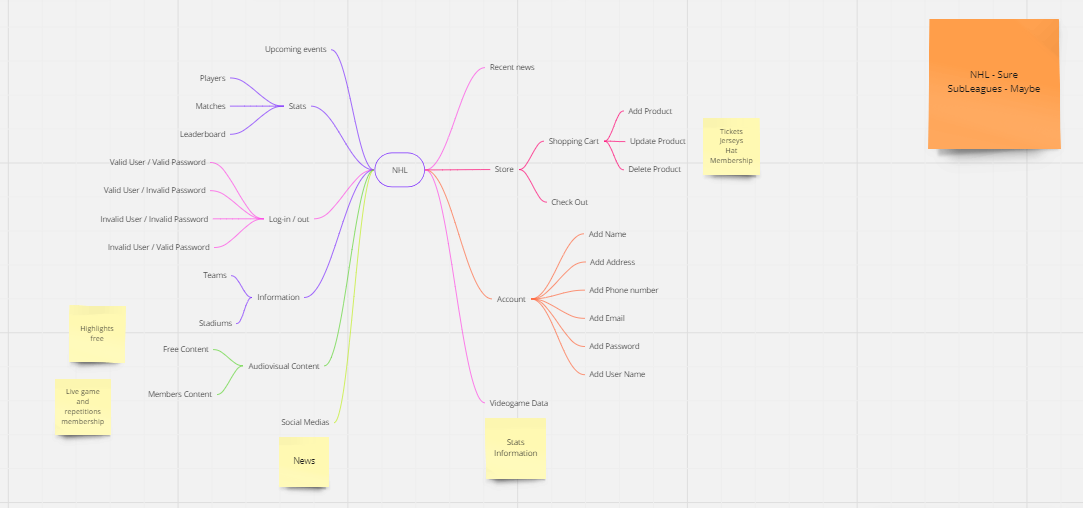 Upcoming events
Players
Matches
Stats
Leaderboard
Valid User / Valid Password
Valid User / Invalid Password
Log-in / out
Invalid User / Invalid Password
Invalid User / Valid Password
Teams
Information
Stadiums
Highlights
free
Free Content
Audiovisual Content
Members Content
Live game
and
repetitions
membership
Social Medias
News
NHL
Recent news
Add Product
Shopping Cart
Update Product
Store
Delete Product
Check Out
Tickets
Jerseys
Hat
Membership
Add Name
Add Address
Add Phone number
Account
Add Email
Add Password
Add User Name
Videogame Data
Stats
Information
NHL - Sure
SubLeagues - Maybe